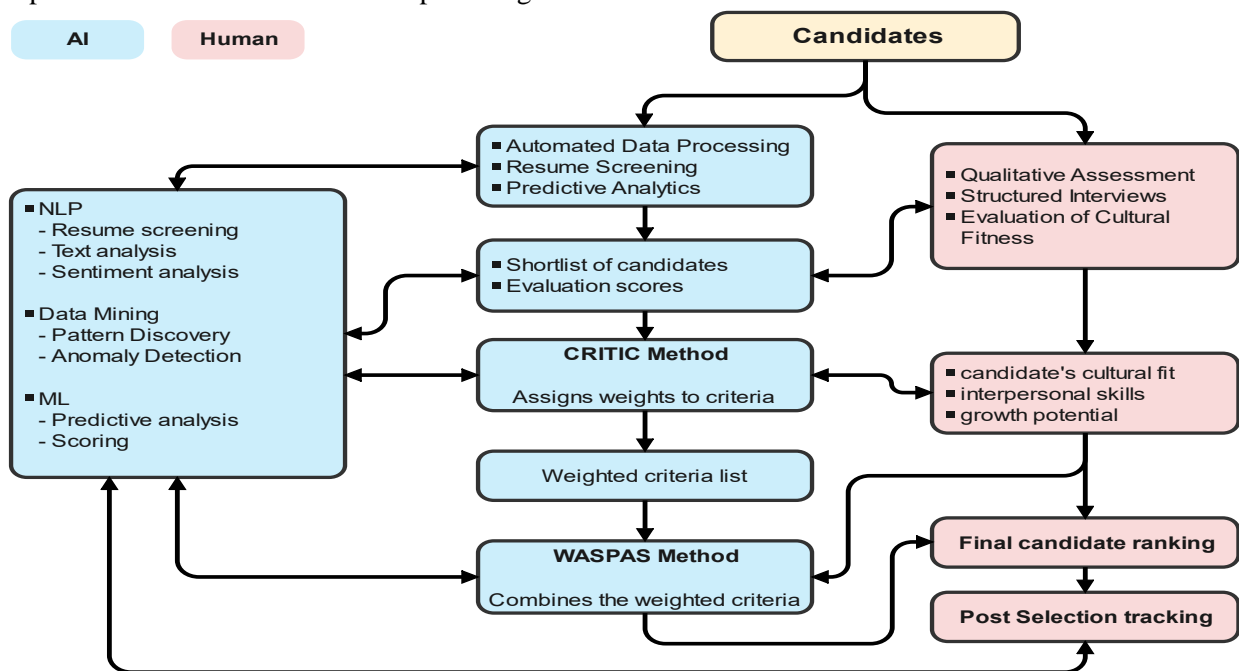 AI
Human
Candidates
▪ Automated Data Processing
▪ Resume Screening
▪ Predictive Analytics
▪ Qualitative Assessment
▪ Structured Interviews
▪ Evaluation of Cultural
Fitness
▪ NLP
- Resume screening
- Text analysis
- Sentiment analysis
▪ Data Mining
- Pattern Discovery
- Anomaly Detection
▪ ML
- Predictive analysis
- Scoring
▪ Shortlist of candidates
▪ Evaluation scores
CRITIC Method
Assigns weights to criteria
▪ candidate's cultural fit
▪ interpersonal skills
▪ growth potential
Weighted criteria list
WASPAS Method
Combines the weighted criteria
Final candidate ranking
Post Selection tracking